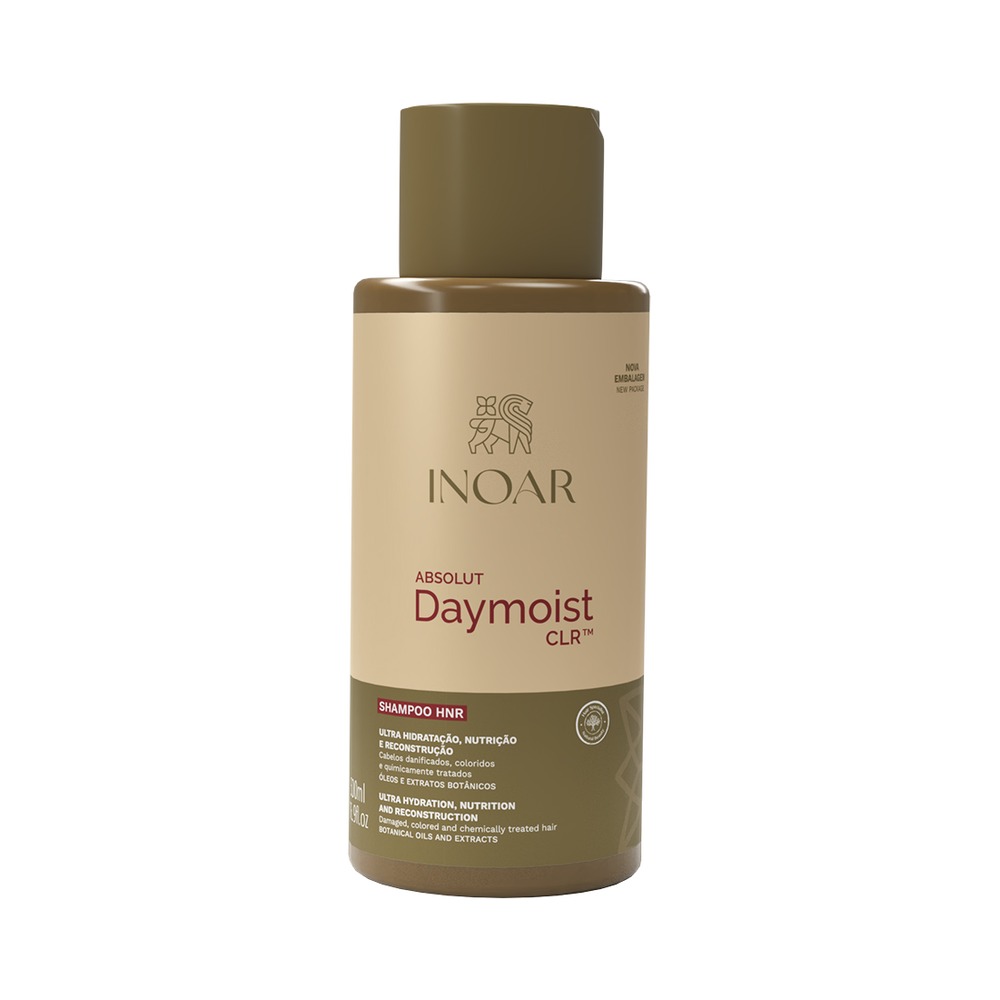 NOVA
EMBALAGEM
NEW PACKAGE
INOAR
ABSOLUT
Daymoist
CLR™
SHAMPOO HNR
ULTRA HIDRATAÇÃO, NUTRIÇÃO
E RECONSTRUÇÃO
Cabelos danificados, coloridos
e quimicamente tratados
ÓLEOS E EXTRATOS BOTÂNICOS
ULTRA HYDRATION, NUTRITION
AND RECONSTRUCTION
Damaged, colored and chemically treated hair
BOTANICAL OILS AND EXTRACTS